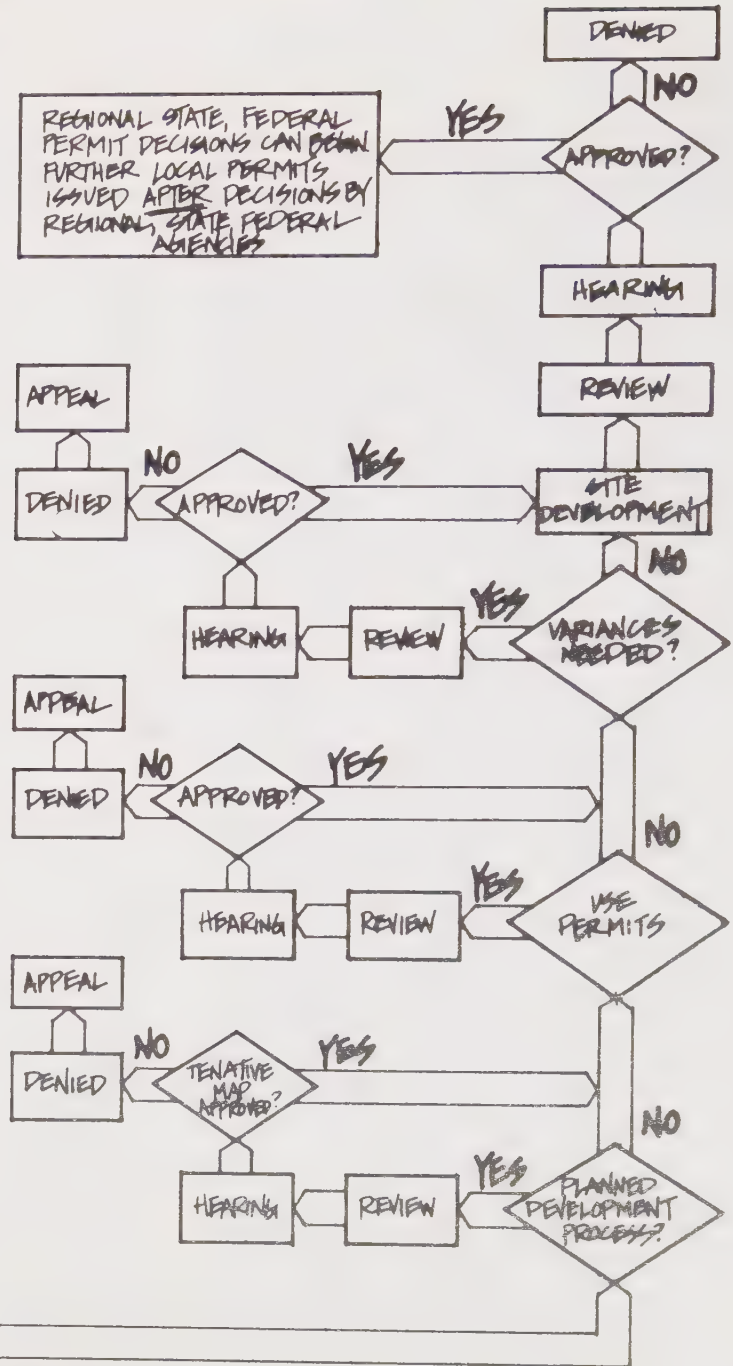 DENIED
NO
YES
APPROVED?
REGIONAL STATE, FEDERAL
PERMIT DECISIONS CAN BEGIN
FURTHER LOCAL PERMITS
ISSUED AFTER DECISIONS BY
REGIONAL, STATE FEDERAL
AGENCIES
HEARING
REVIEW
APPEAL
NO
YES
DENIED
APPROVED?
SITE
DEVELOPMENT
NO
YES
HEARING
REVIEW
VARIANCES
NEEDED?
APPEAL
NO
YES
DENIED
APPROVED?
NO
YES
HEARING
REVIEW
USE
PERMITS
APPEAL
NO
YES
DENIED
TENATIVE
MAP
APPROVED?
NO
YES
HEARING
REVIEW
PLANNED
DEVELOPMENT
PROCESS?